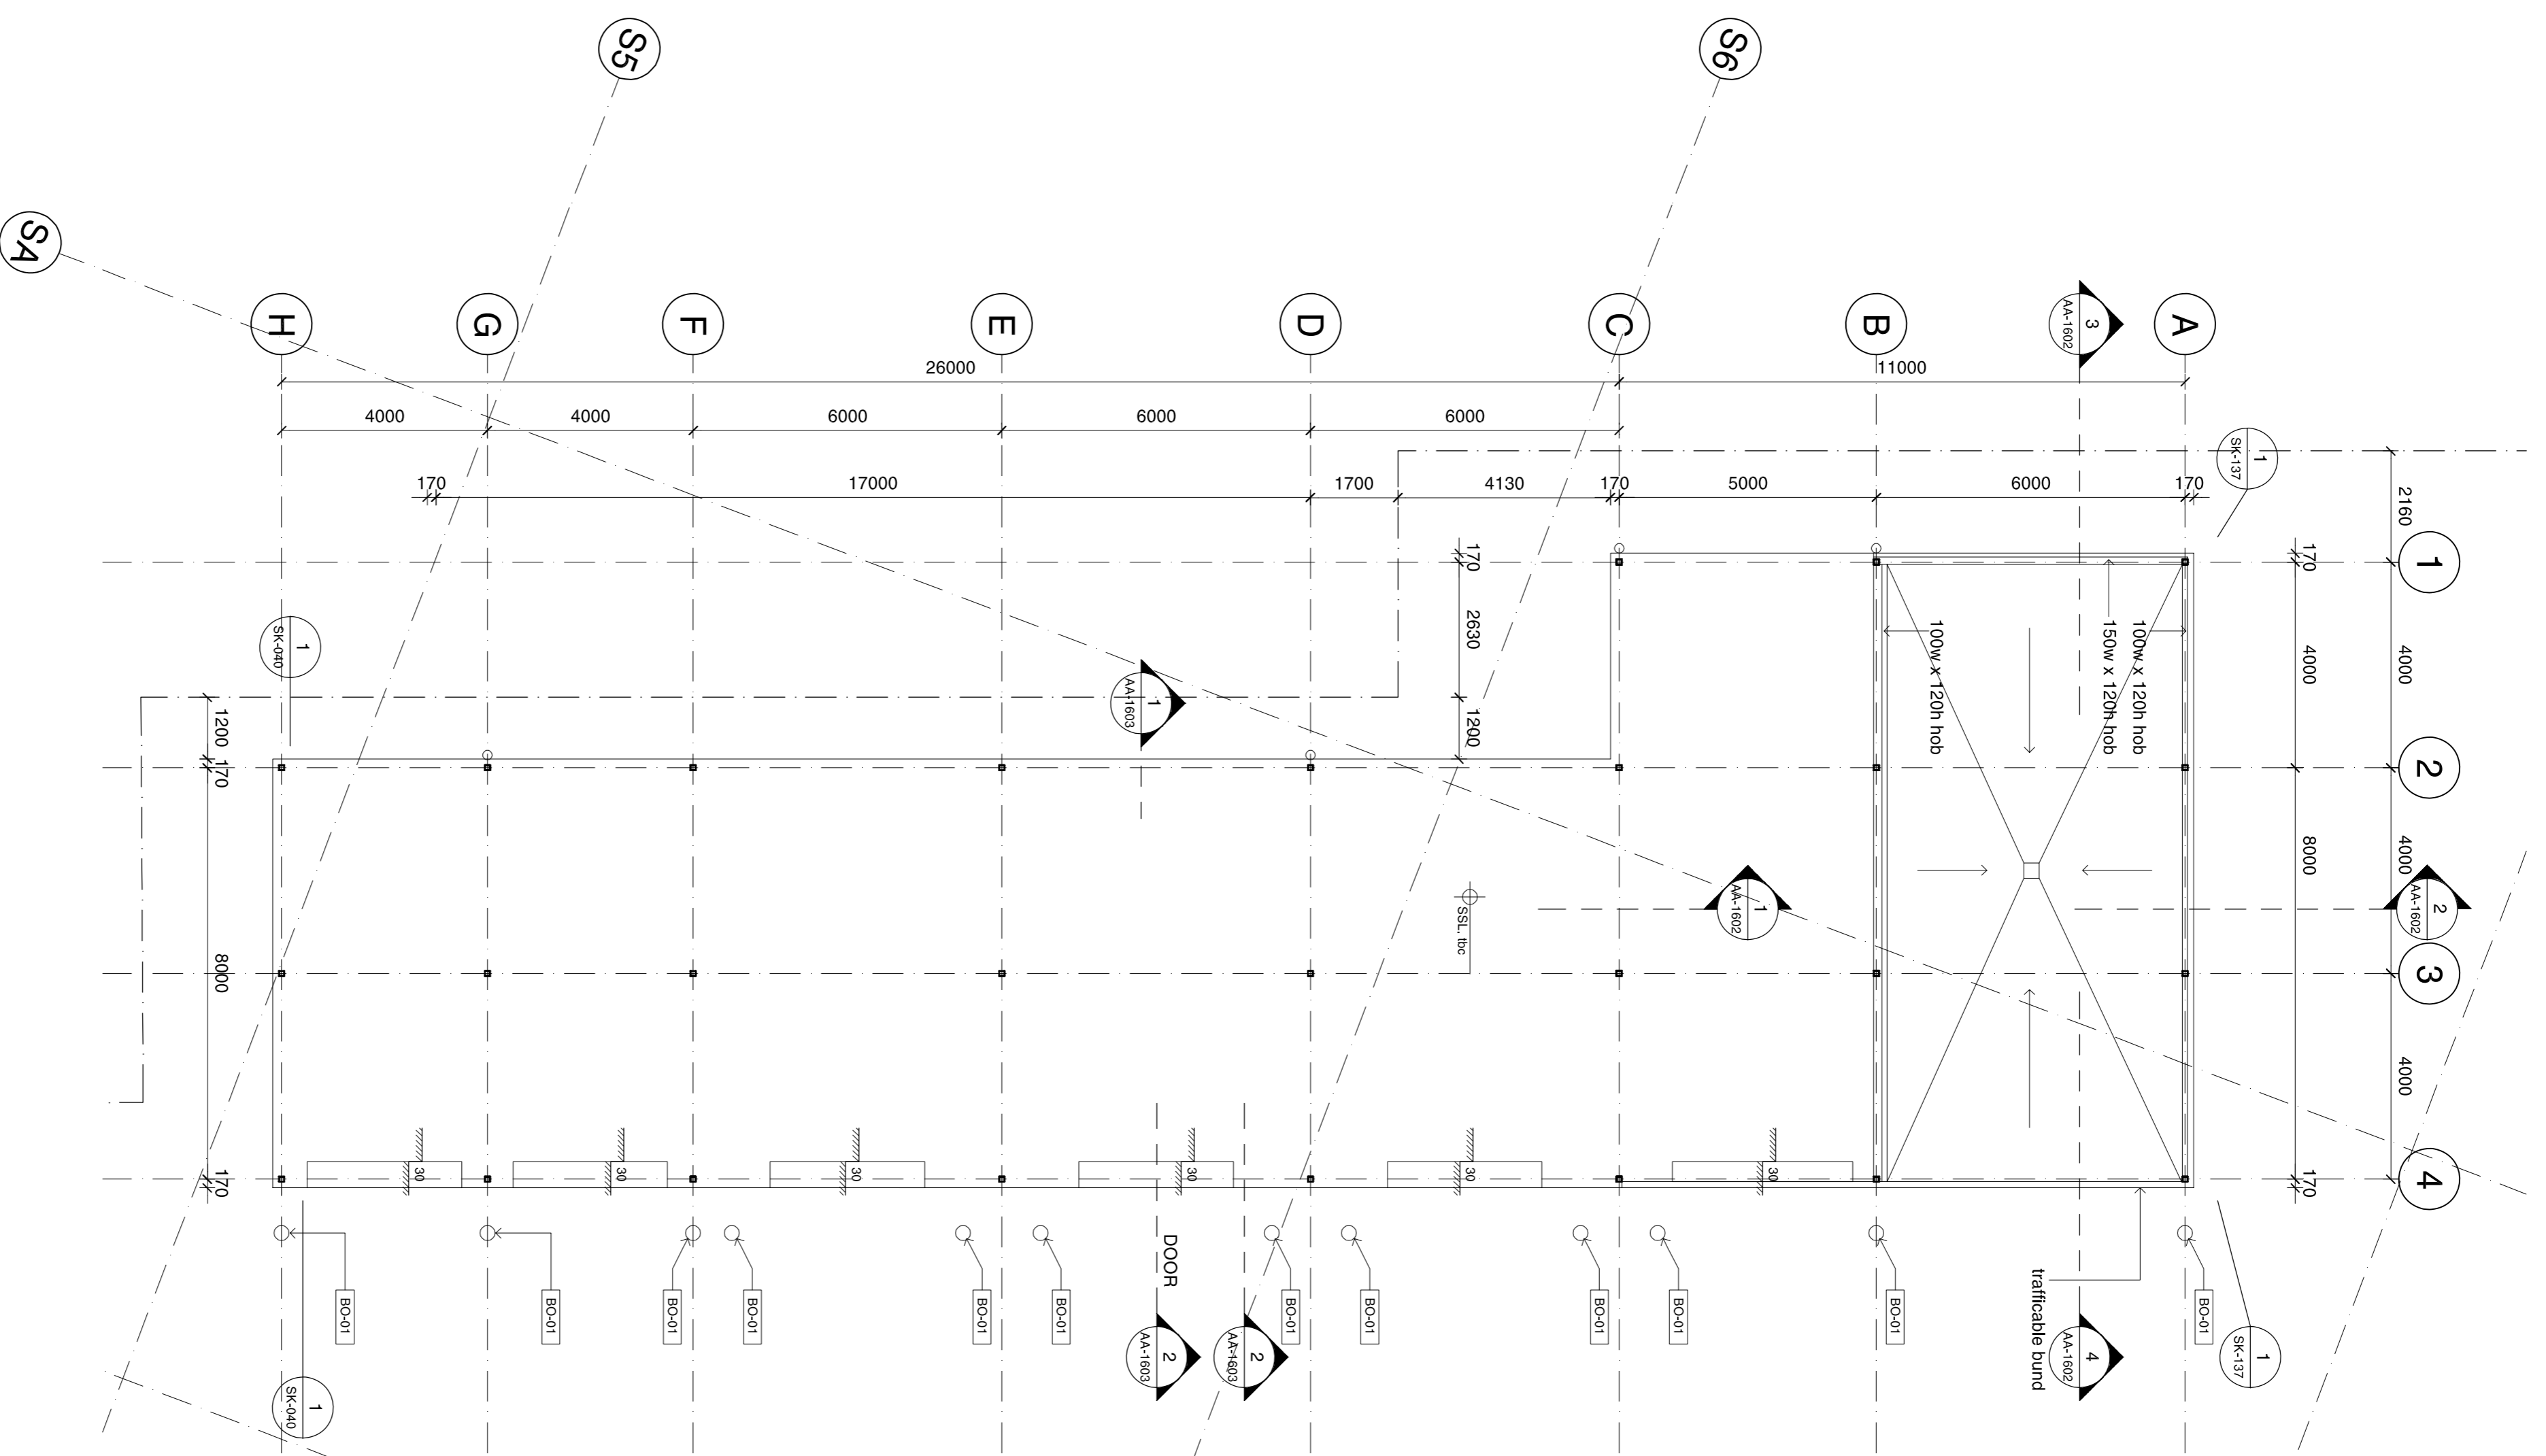 S5
S6
SA
H
G
F
E
D
C
B
3
AA-1602
A
26000
11000
4000
4000
6000
6000
6000
1
SK-137
170
17000
1700
4130
170
5000
6000
170
2160
170
170
1
2630
4000
4000
100w x 120h hob
150w x 120h hob
100w x 120h hob
1
SK-040
1
AA-1603
1200
1200
170
2
8000
4000
1
AA-1602
2
AA-1602
SSL. tbc
8000
3
4000
30
30
30
30
30
30
170
170
4
DOOR
trafficable bund
BO-01
BO-01
BO-01
BO-01
BO-01
BO-01
BO-01
BO-01
BO-01
BO-01
BO-01
BO-01
2
AA-1603
2
AA-1603
4
AA-1602
1
SK-137
1
SK-040